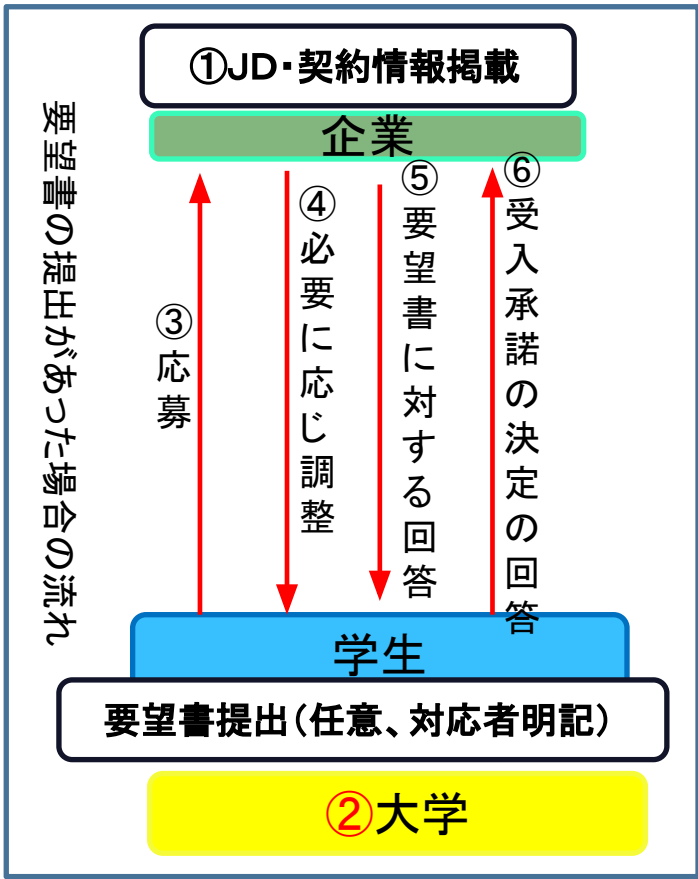 ①JD・契約情報掲載
企業
要望書の提出があった場合の流れ
③応募
④必要に応じ調整
⑤要望書に対する回答
⑥受入承諾の決定の回答
学生
要望書提出（任意、対応者明記）
②大学